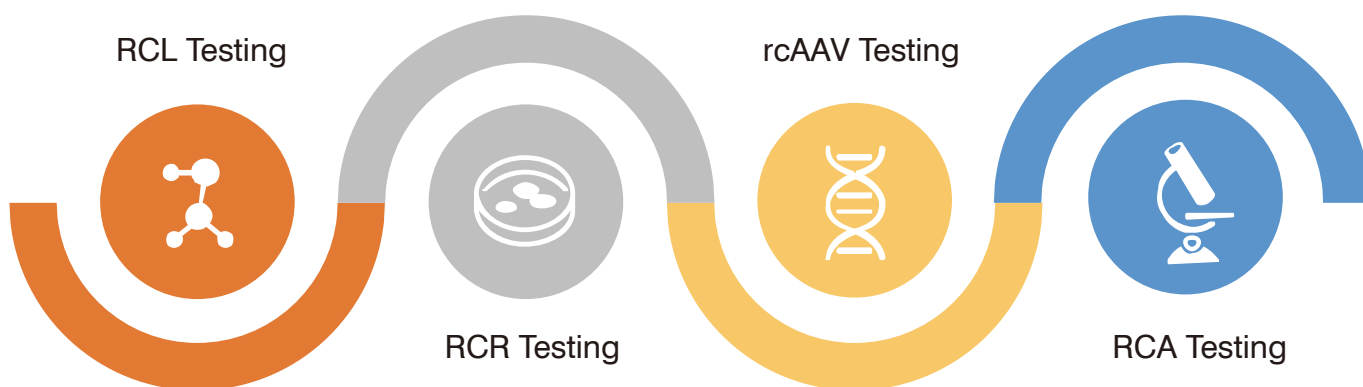 RCL Testing
RCR Testing
rcAAV Testing
RCA Testing